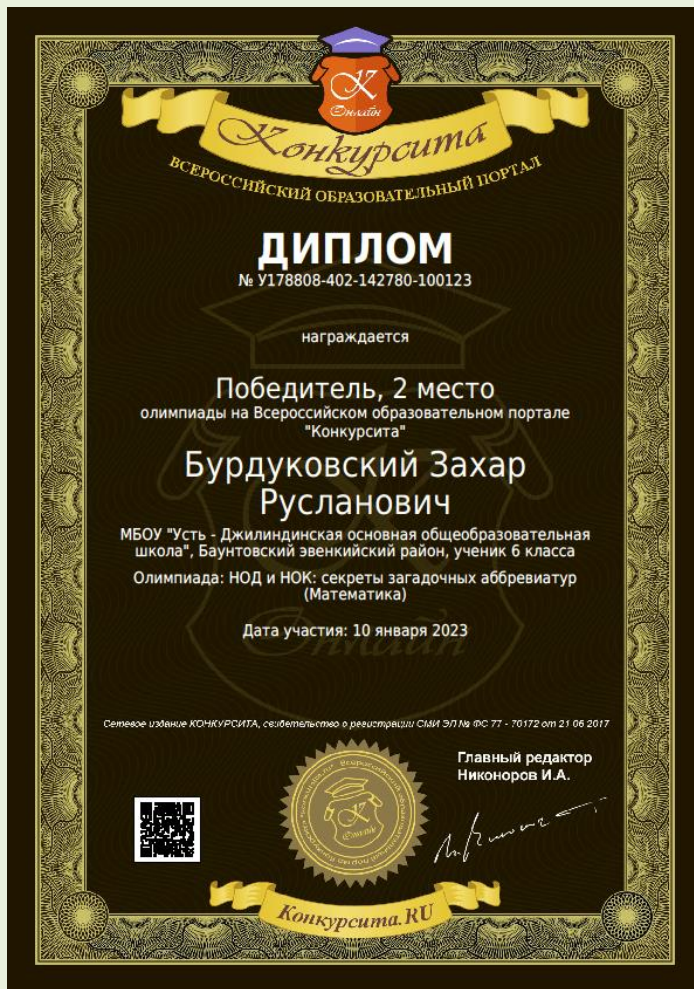 К
Онлайн
Конкурсита
ВСЕРОССИЙСКИЙ ОБРАЗОВАТЕЛЬНЫЙ ПОРТАЛ
ДИПЛОМ
№ У178808-402-142780-100123
награждается
Победитель, 2 место
олимпиады на Всероссийском образовательном портале
"Конкурсита"
Бурдуковский Захар
Русланович
МБОУ "Усть - Джилиндинская основная общеобразовательная
школа", Баунтовский эвенкийский район, ученик 6 класса
Олимпиада: НОД и НОК: секреты загадочных аббревиатур
(Математика)
Дата участия: 10 января 2023
Онлайн
Сетевое издание КОНКУРСИТА, свидетельство о регистрации СМИ ЭЛ № ФС 77 - 70172 от 21 06 2017
Главный редактор
Никоноров И.А.
К
Онлайн
Конкурсита.RU